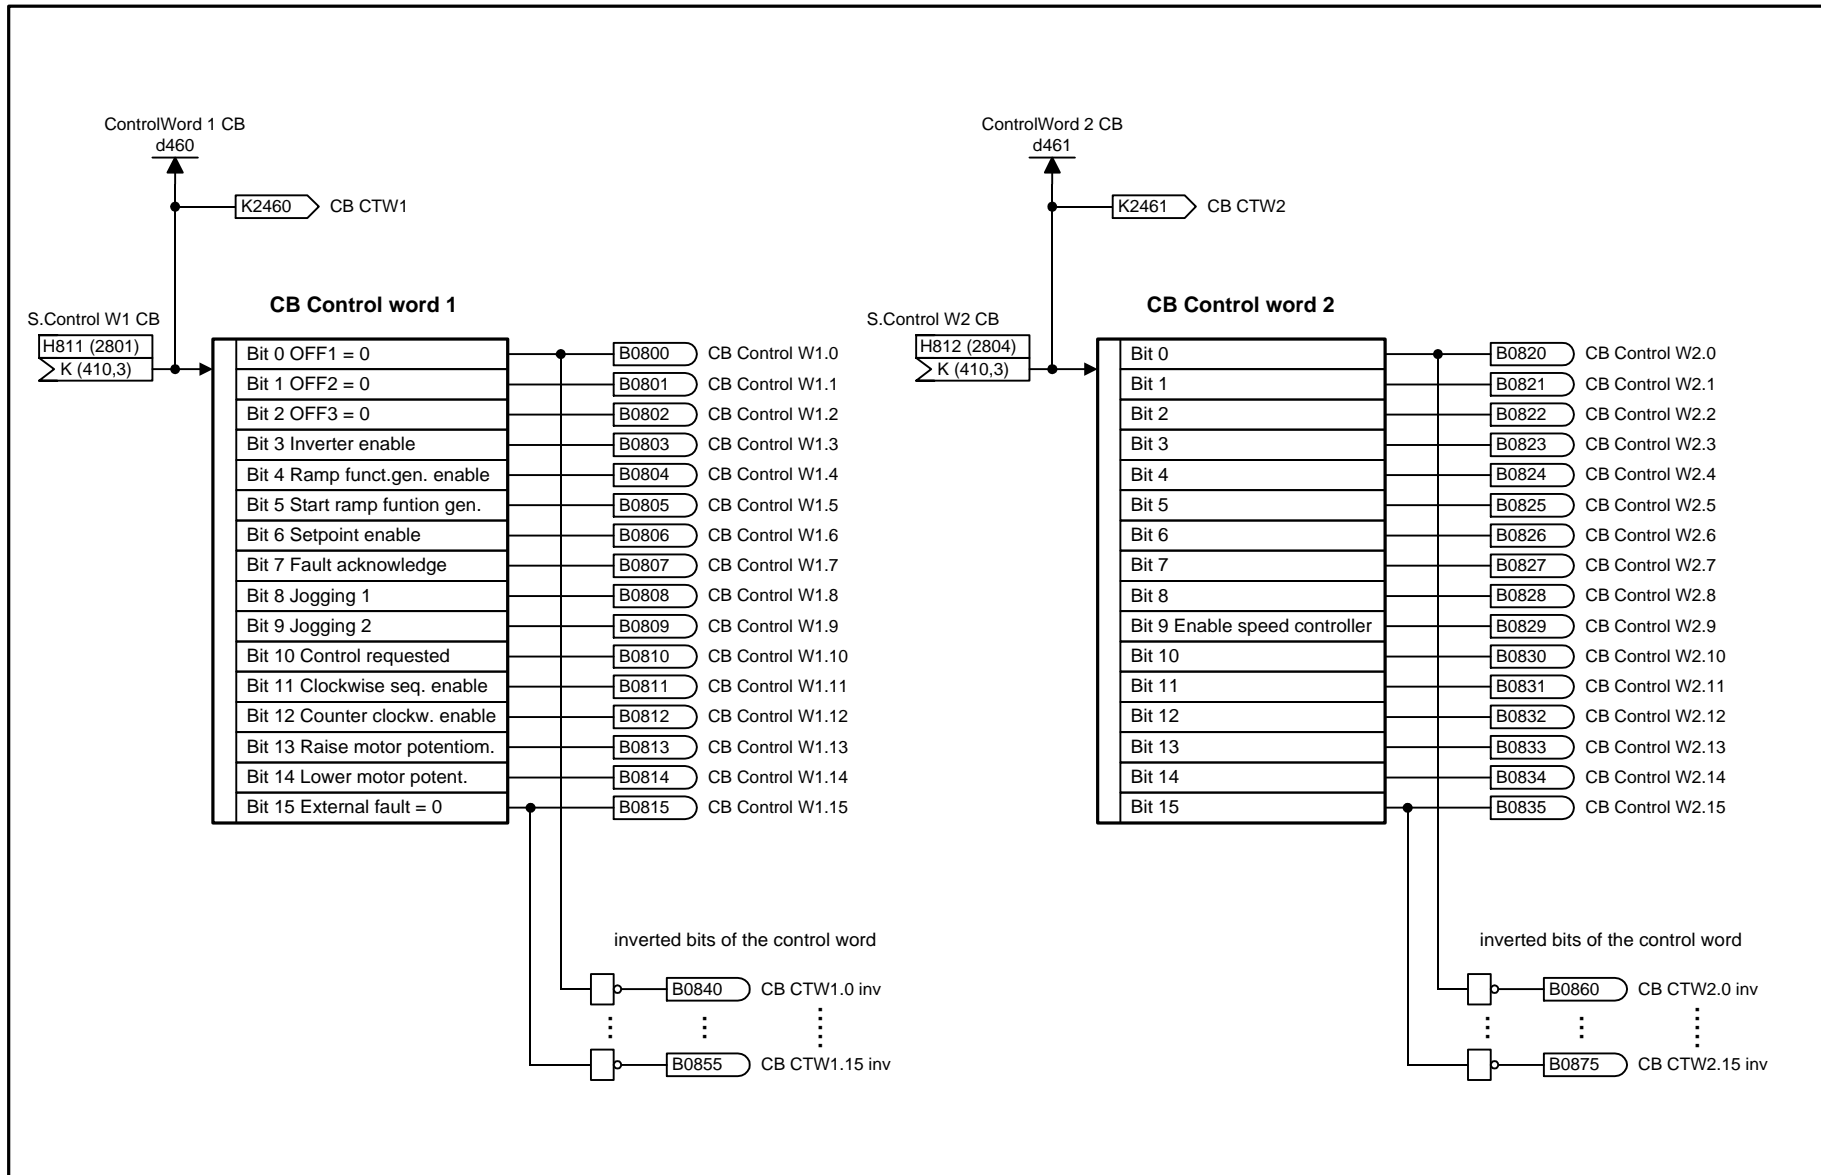 ControlWord 1 CB
d460
K2460 CB CTW1
CB Control word 1
S.Control W1 CB
H811 (2801)
K (410,3)
Bit 0 OFF1 = 0 B0800 CB Control W1.0
Bit 1 OFF2 = 0 B0801 CB Control W1.1
Bit 2 OFF3 = 0 B0802 CB Control W1.2
Bit 3 Inverter enable B0803 CB Control W1.3
Bit 4 Ramp funct.gen. enable B0804 CB Control W1.4
Bit 5 Start ramp funtion gen. B0805 CB Control W1.5
Bit 6 Setpoint enable B0806 CB Control W1.6
Bit 7 Fault acknowledge B0807 CB Control W1.7
Bit 8 Jogging 1 B0808 CB Control W1.8
Bit 9 Jogging 2 B0809 CB Control W1.9
Bit 10 Control requested B0810 CB Control W1.10
Bit 11 Clockwise seq. enable B0811 CB Control W1.11
Bit 12 Counter clockw. enable B0812 CB Control W1.12
Bit 13 Raise motor potentiom. B0813 CB Control W1.13
Bit 14 Lower motor potent. B0814 CB Control W1.14
Bit 15 External fault = 0 B0815 CB Control W1.15
inverted bits of the control word
B0840 CB CTW1.0 inv
B0855 CB CTW1.15 inv
ControlWord 2 CB
d461
K2461 CB CTW2
CB Control word 2
S.Control W2 CB
H812 (2804)
K (410,3)
Bit 0 B0820 CB Control W2.0
Bit 1 B0821 CB Control W2.1
Bit 2 B0822 CB Control W2.2
Bit 3 B0823 CB Control W2.3
Bit 4 B0824 CB Control W2.4
Bit 5 B0825 CB Control W2.5
Bit 6 B0826 CB Control W2.6
Bit 7 B0827 CB Control W2.7
Bit 8 B0828 CB Control W2.8
Bit 9 Enable speed controller B0829 CB Control W2.9
Bit 10 B0830 CB Control W2.10
Bit 11 B0831 CB Control W2.11
Bit 12 B0832 CB Control W2.12
Bit 13 B0833 CB Control W2.13
Bit 14 B0834 CB Control W2.14
Bit 15 B0835 CB Control W2.15
inverted bits of the control word
B0860 CB CTW2.0 inv
B0875 CB CTW2.15 inv